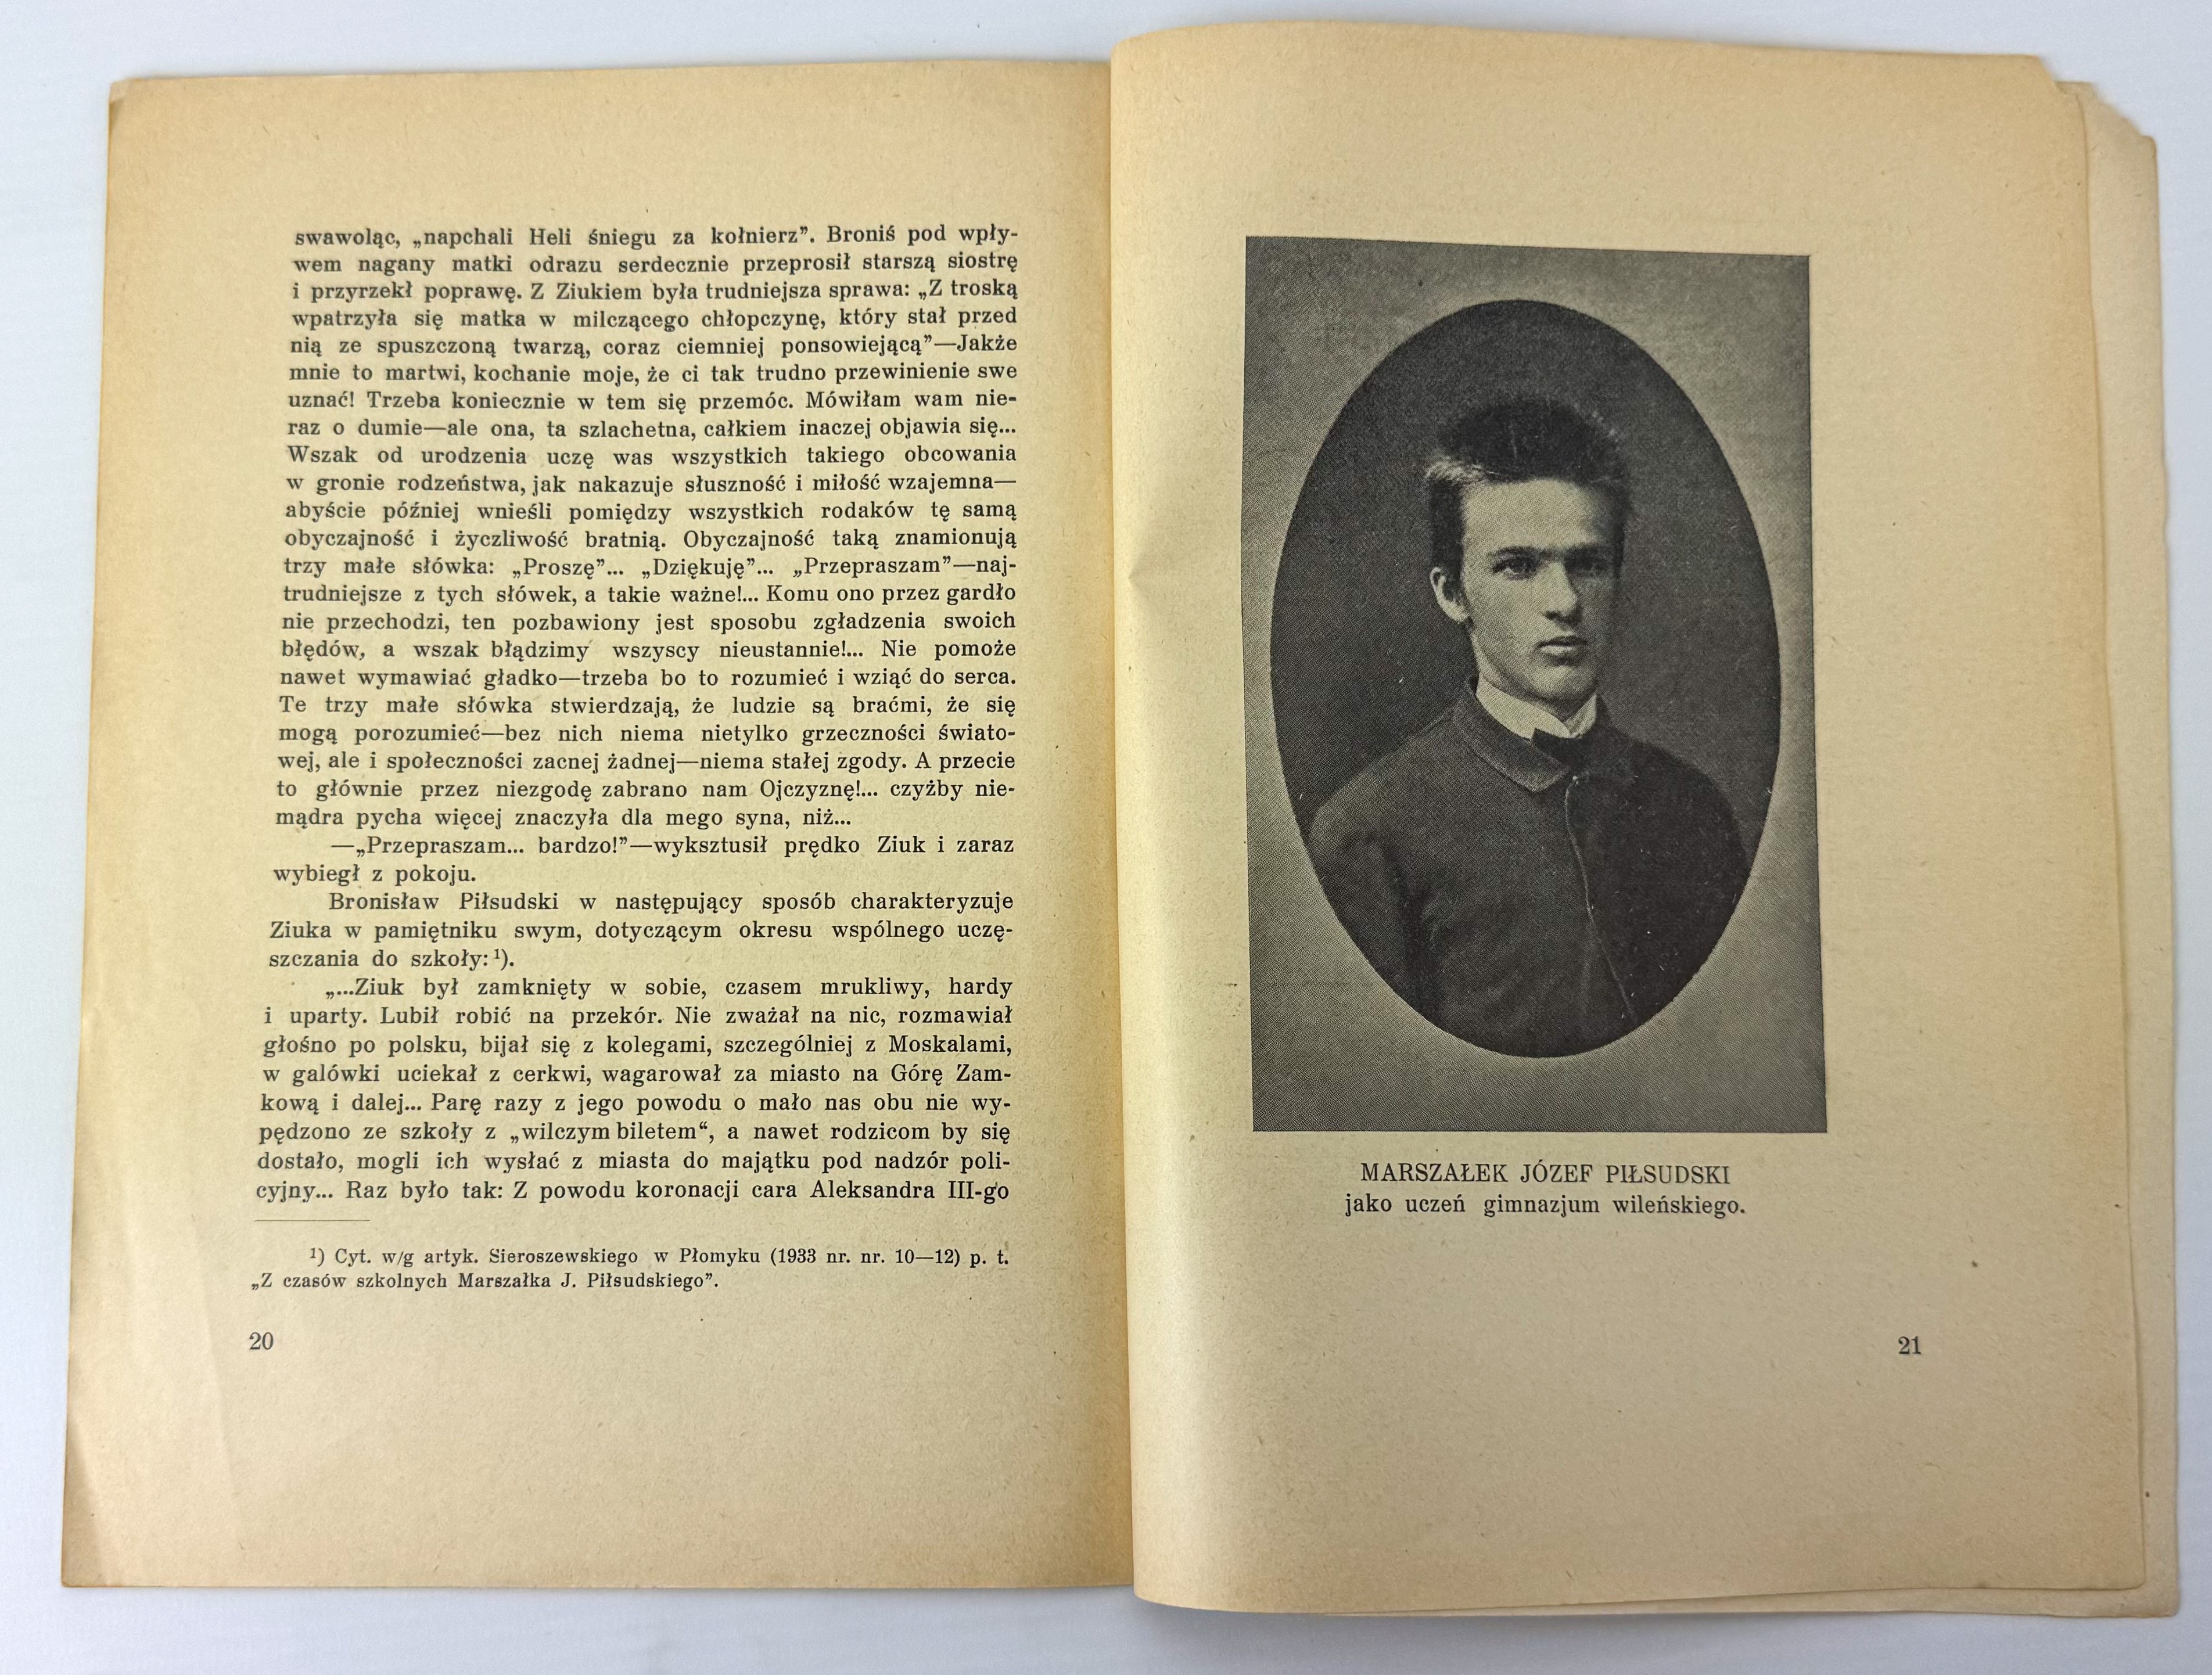 swawoląc, „napchali Heli śniegu za kołnierz”. Broniś pod wpły-
wem nagany matki odrazu serdecznie przeprosił starszą siostrę
i przyrzekł poprawę. Z Ziukiem była trudniejsza sprawa: „Z troską
wpatrzyła się matka w milczącego chłopczynę, który stał przed
nią ze spuszczoną twarzą, coraz ciemniej ponsowiejącą”—Jakże
mnie to martwi, kochanie moje, że ci tak trudno przewinienie swe
uznać! Trzeba koniecznie w tem się przemóc. Mówiłam wam nie-
raz o dumie—ale ona, ta szlachetna, całkiem inaczej objawia się...
Wszak od urodzenia uczę was wszystkich takiego obcowania
w gronie rodzeństwa, jak nakazuje słuszność i miłość wzajemna—
abyście później wnieśli pomiędzy wszystkich rodaków tę samą
obyczajność i życzliwość bratnią. Obyczajność taką znamionują
trzy małe słówka: „Proszę”... „Dziękuję”... „Przepraszam”—naj-
trudniejsze z tych słówek, a takie ważne!... Komu ono przez gardło
nie przechodzi, ten pozbawiony jest sposobu zgładzenia swoich
błędów, a wszak błądzimy wszyscy nieustannie!... Nie pomoże
nawet wymawiać gładko—trzeba bo to rozumieć i wziąć do serca.
Te trzy małe słówka stwierdzają, że ludzie są braćmi, że się
mogą porozumieć—bez nich niema nietylko grzeczności świato-
wej, ale i społeczności zacnej żadnej—niema stałej zgody. A przecie
to głównie przez niezgodę zabrano nam Ojczyznę!... czyżby nie-
mądra pycha więcej znaczyła dla mego syna, niż...
—„Przepraszam... bardzo!”—wyksztusił prędko Ziuk i zaraz
wybiegł z pokoju.
Bronisław Piłsudski w następujący sposób charakteryzuje
Ziuka w pamiętniku swym, dotyczącym okresu wspólnego uczę-
szczania do szkoły: ¹).
„...Ziuk był zamknięty w sobie, czasem mrukliwy, hardy
i uparty. Lubił robić na przekór. Nie zważał na nic, rozmawiał
głośno po polsku, bijał się z kolegami, szczególniej z Moskalami,
w galówki uciekał z cerkwi, wagarował za miasto na Górę Zam-
kową i dalej... Parę razy z jego powodu o mało nas obu nie wy-
pędzono ze szkoły z „wilczym biletem“, a nawet rodzicom by się
dostało, mogli ich wysłać z miasta do majątku pod nadzór poli-
cyjny... Raz było tak: Z powodu koronacji cara Aleksandra III-go
¹) Cyt. w/g artyk. Sieroszewskiego w Płomyku (1933 nr. nr. 10—12) p. t.
„Z czasów szkolnych Marszałka J. Piłsudskiego”.
20
MARSZAŁEK JÓZEF PIŁSUDSKI
jako uczeń gimnazjum wileńskiego.
21